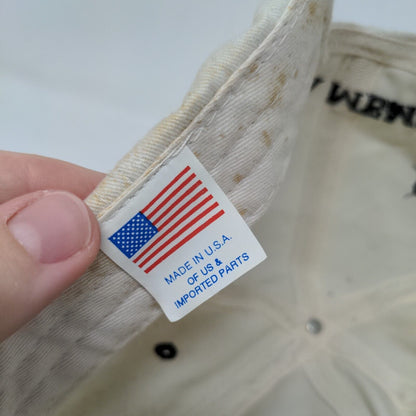 MADE IN U.S.A.
OF US &
IMPORTED PARTS